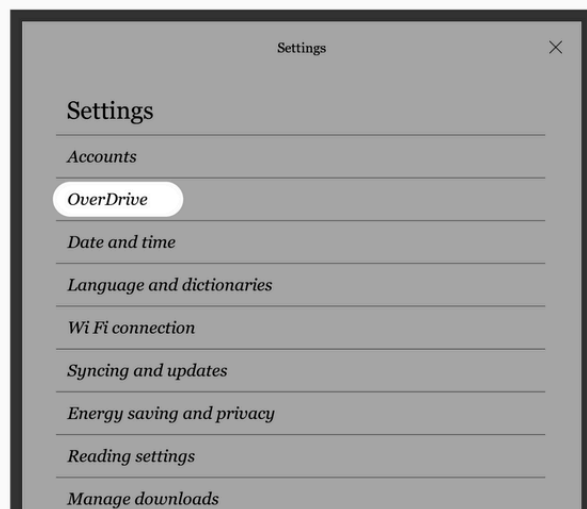 Settings
Settings
Accounts
OverDrive
Date and time
Language and dictionaries
Wi Fi connection
Syncing and updates
Energy saving and privacy
Reading settings
Manage downloads